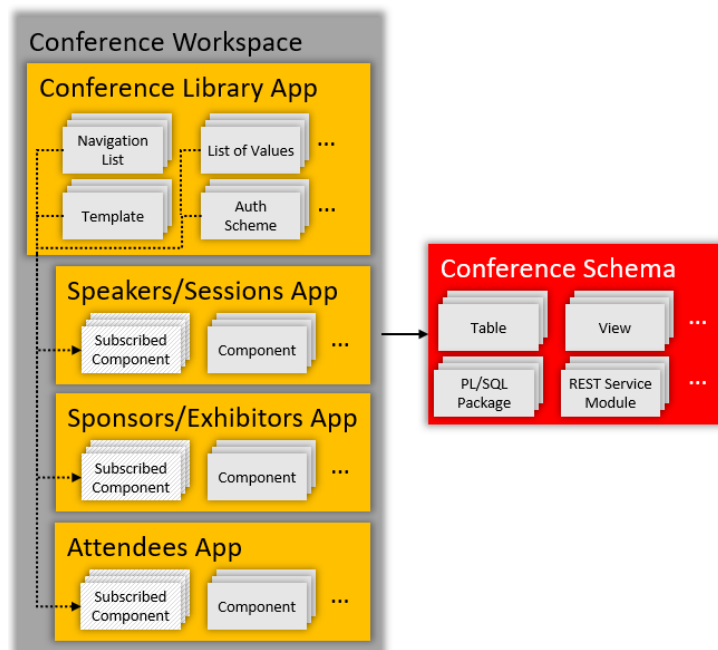 Conference Workspace
Conference Library App
Navigation
List
List of Values
...
Template
Auth
Scheme
...
Speakers/Sessions App
Subscribed
Component
Component
...
Sponsors/Exhibitors App
Subscribed
Component
Component
...
Attendees App
Subscribed
Component
Component
...
Conference Schema
Table
View
...
PL/SQL
Package
REST Service
Module
...